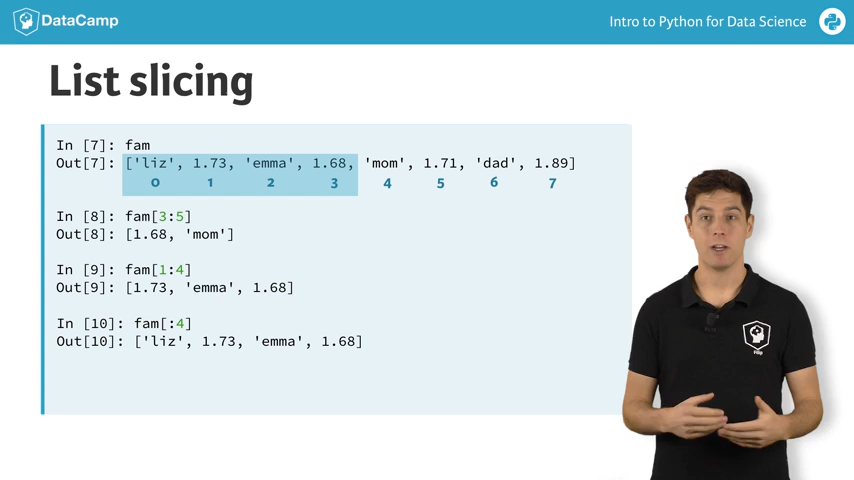 DataCamp
Intro to Python for Data Science
List slicing
In [7]: fam
Out[7]: ['liz', 1.73, 'emma', 1.68, 'mom', 1.71, 'dad', 1.89]
0 1 2 3 4 5 6 7
In [8]: fam[3:5]
Out[8]: [1.68, 'mom']
In [9]: fam[1:4]
Out[9]: [1.73, 'emma', 1.68]
In [10]: fam[:4]
Out[10]: ['liz', 1.73, 'emma', 1.68]
Filip